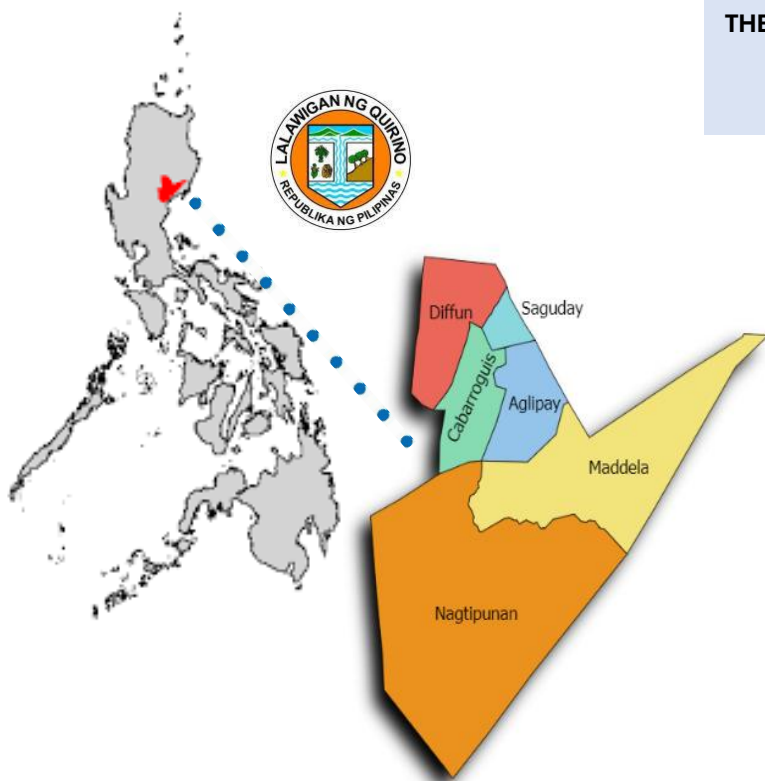 THE
LALAWIGAN NG QUIRINO
REPUBLIKA NG PILIPINAS
Diffun
Saguday
Cabarroguis
Aglipay
Maddela
Nagtipunan